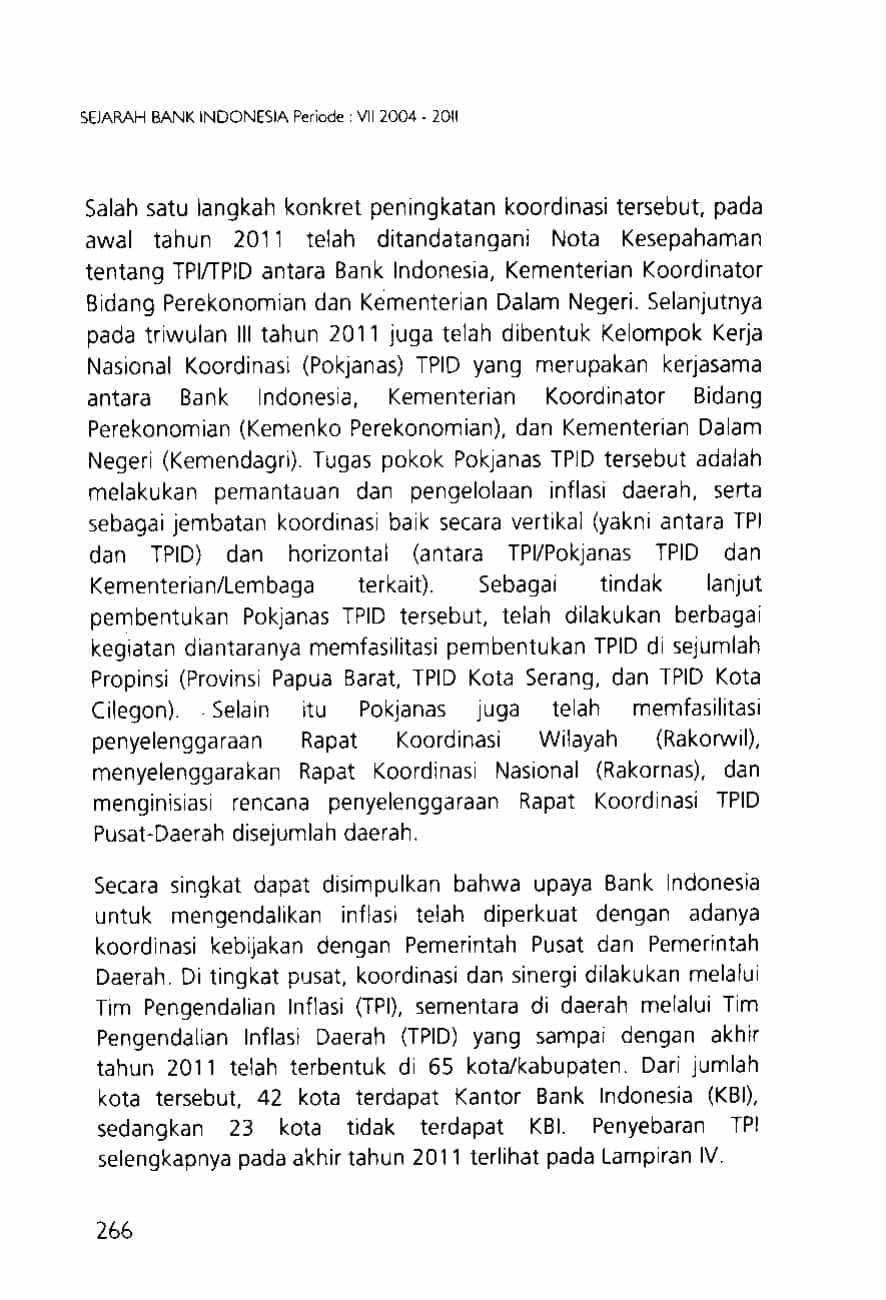 SEJARAH BANK INDONESIA Periode : VII 2004 - 2011
Salah satu langkah konkret peningkatan koordinasi tersebut, pada
awal tahun 2011 telah ditandatangani Nota Kesepahaman
tentang TPI/TPID antara Bank Indonesia, Kementerian Koordinator
Bidang Perekonomian dan Kementerian Dalam Negeri. Selanjutnya
pada triwulan III tahun 2011 juga telah dibentuk Kelompok Kerja
Nasional Koordinasi (Pokjanas) TPID yang merupakan kerjasama
antara Bank Indonesia, Kementerian Koordinator Bidang
Perekonomian (Kemenko Perekonomian), dan Kementerian Dalam
Negeri (Kemendagri). Tugas pokok Pokjanas TPID tersebut adalah
melakukan pemantauan dan pengelolaan inflasi daerah, serta
sebagai jembatan koordinasi baik secara vertikal (yakni antara TPI
dan TPID) dan horizontal (antara TPI/Pokjanas TPID dan
Kementerian/Lembaga terkait). Sebagai tindak lanjut
pembentukan Pokjanas TPID tersebut, telah dilakukan berbagai
kegiatan diantaranya memfasilitasi pembentukan TPID di sejumlah
Propinsi (Provinsi Papua Barat, TPID Kota Serang, dan TPID Kota
Cilegon). Selain itu Pokjanas juga telah memfasilitasi
penyelenggaraan Rapat Koordinasi Wilayah (Rakorwil),
menyelenggarakan Rapat Koordinasi Nasional (Rakornas), dan
menginisiasi rencana penyelenggaraan Rapat Koordinasi TPID
Pusat-Daerah disejumlah daerah.
Secara singkat dapat disimpulkan bahwa upaya Bank Indonesia
untuk mengendalikan inflasi telah diperkuat dengan adanya
koordinasi kebijakan dengan Pemerintah Pusat dan Pemerintah
Daerah. Di tingkat pusat, koordinasi dan sinergi dilakukan melalui
Tim Pengendalian Inflasi (TPI), sementara di daerah melalui Tim
Pengendalian Inflasi Daerah (TPID) yang sampai dengan akhir
tahun 2011 telah terbentuk di 65 kota/kabupaten. Dari jumlah
kota tersebut, 42 kota terdapat Kantor Bank Indonesia (KBI),
sedangkan 23 kota tidak terdapat KBI. Penyebaran TPI
selengkapnya pada akhir tahun 2011 terlihat pada Lampiran IV.
266